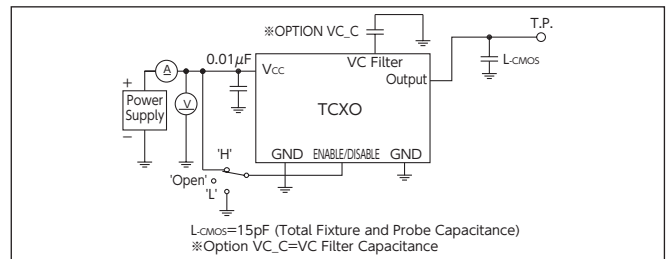 ※OPTION VC_C
T.P.
0.01μF
A
VCC
VC Filter
Output
L-CMOS
+
Power
Supply
−
V
TCXO
GND ENABLE/DISABLE GND
'H'
'Open'
'L'
L-CMOS=15pF (Total Fixture and Probe Capacitance)
※Option VC_C=VC Filter Capacitance